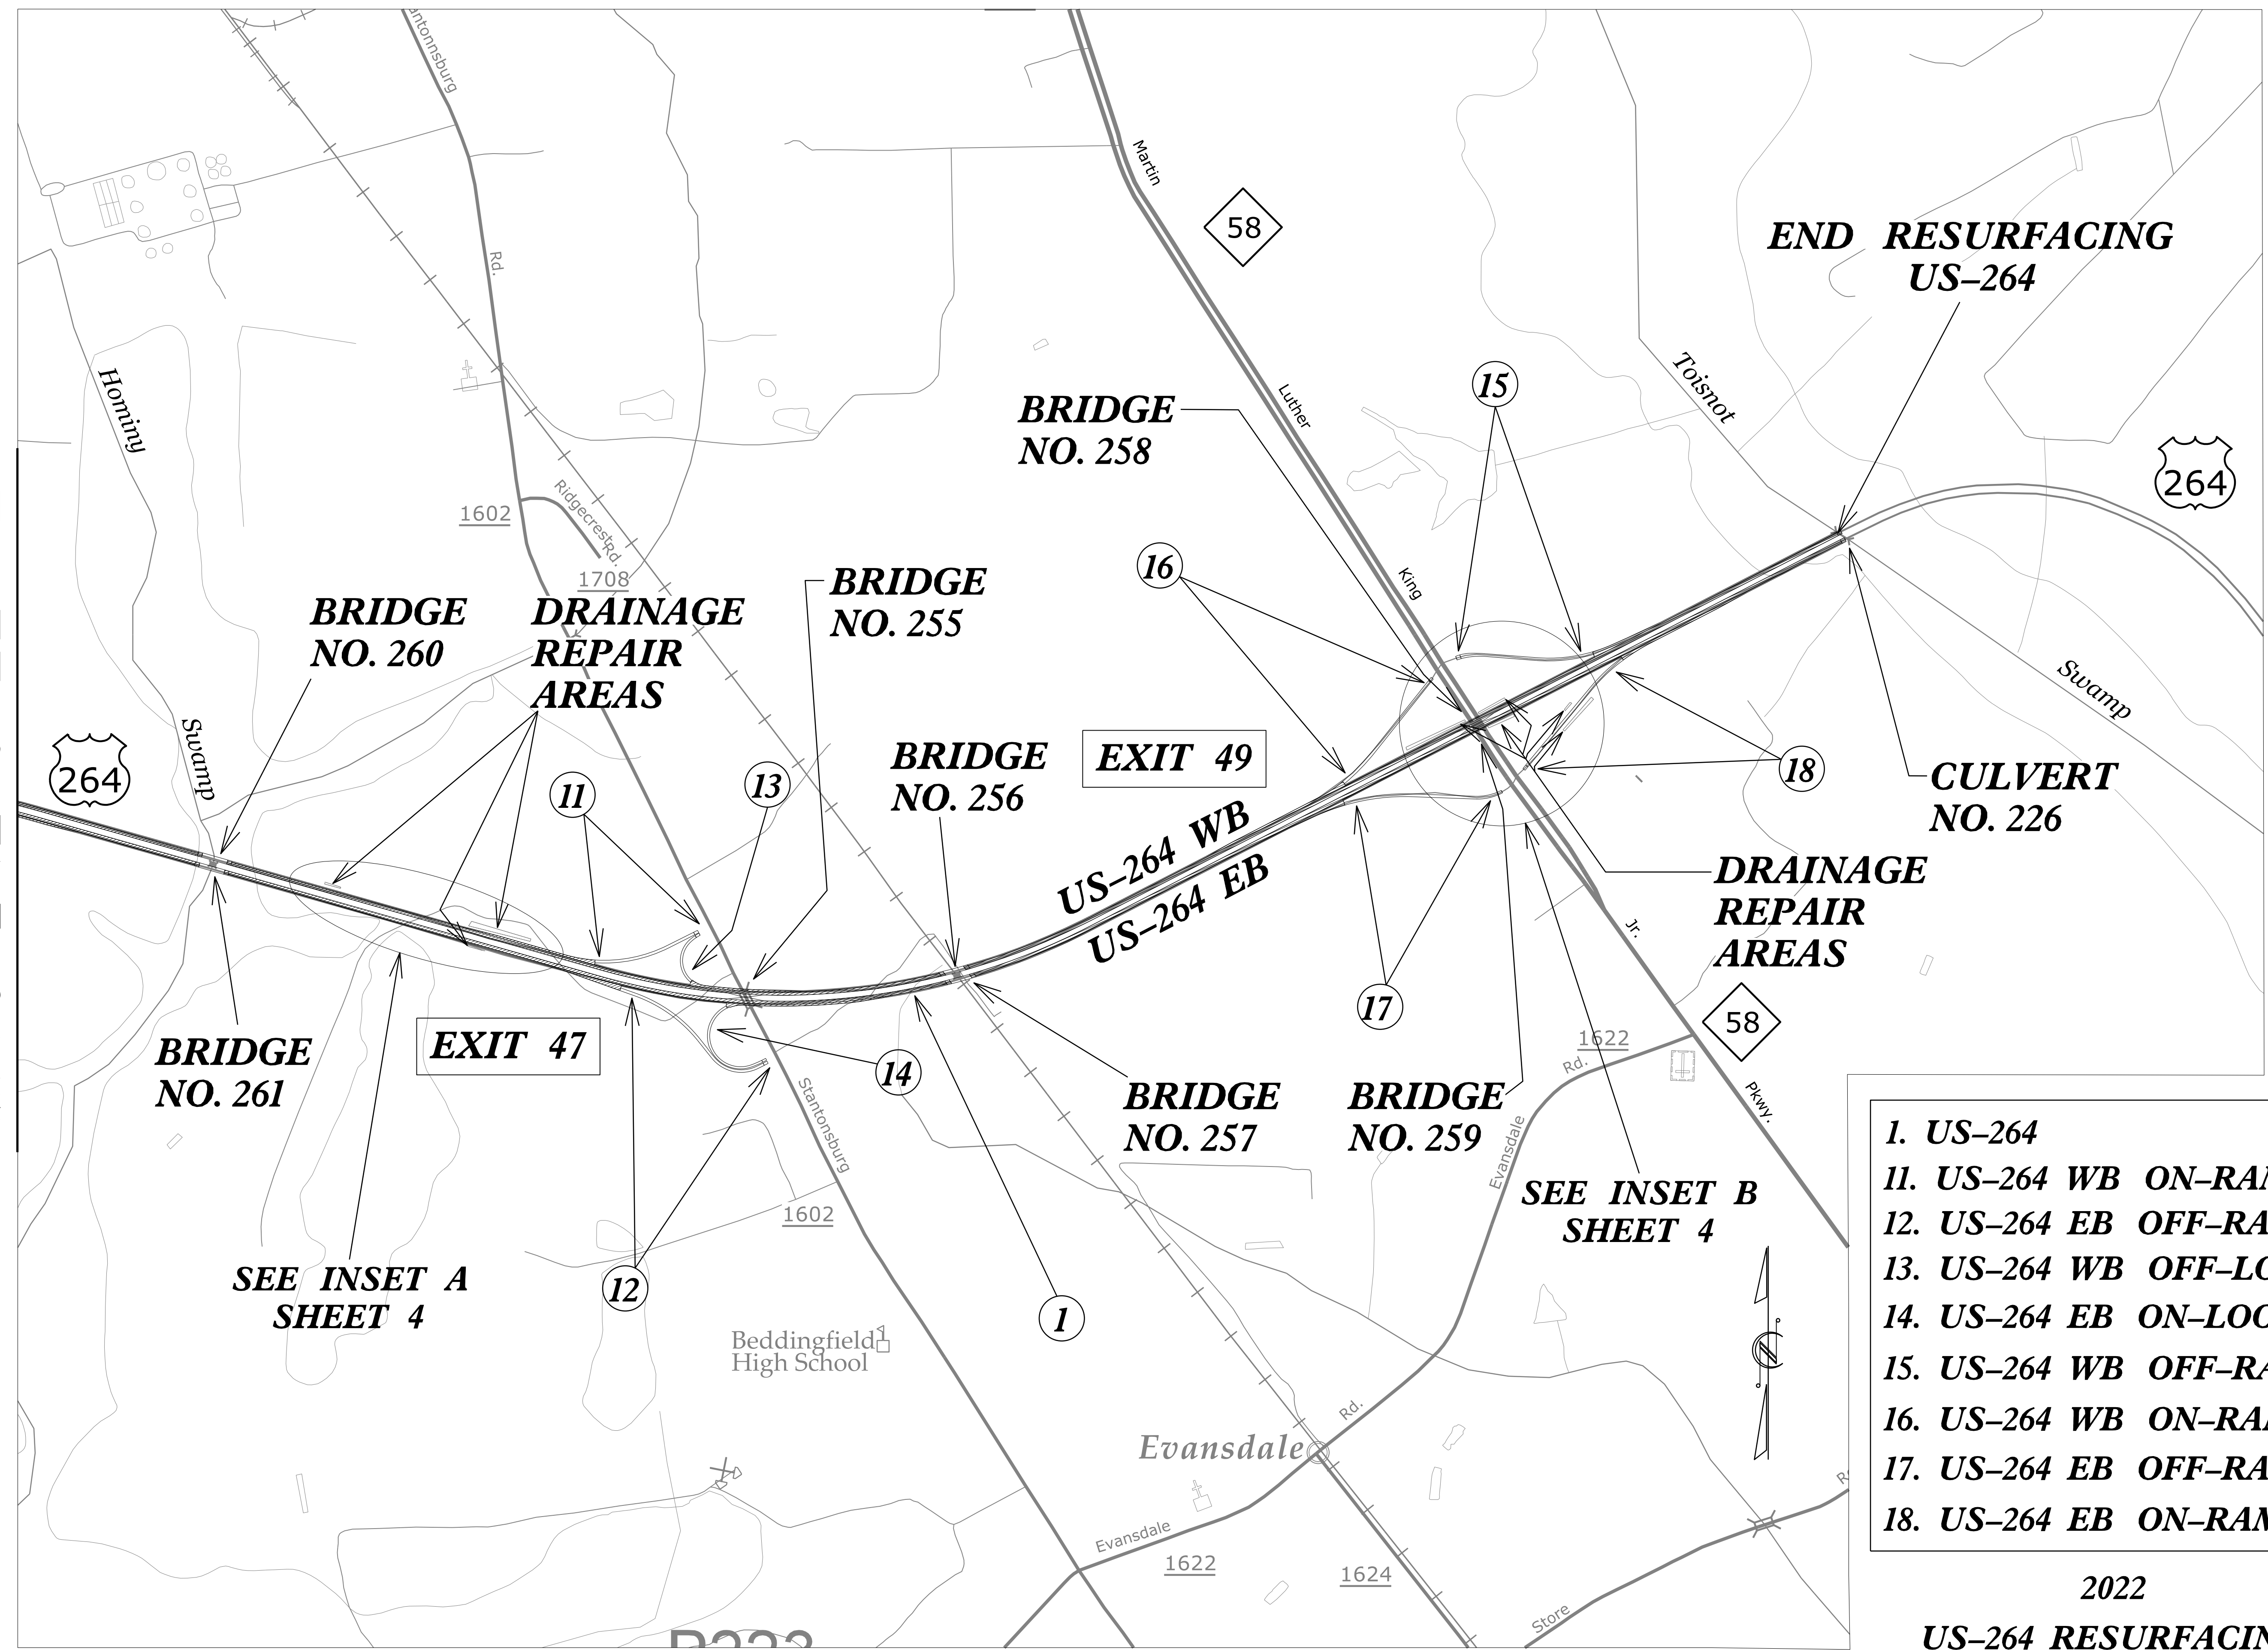 Stantonsburg
Rd.
Martin
58
END RESURFACING
US-264
Hominy
BRIDGE
NO. 258
Luther
15
Toisnot
264
1602
Ridgecrest
Rd.
1708
16
King
BRIDGE
NO. 260
DRAINAGE
REPAIR
AREAS
BRIDGE
NO. 255
Swamp
Swamp
264
11
13
BRIDGE
NO. 256
EXIT 49
18
CULVERT
NO. 226
US-264 WB
US-264 EB
DRAINAGE
REPAIR
AREAS
Jr.
58
BRIDGE
NO. 261
EXIT 47
14
17
BRIDGE
NO. 257
BRIDGE
NO. 259
1622
Rd.
Evansdale
Pkwy.
Stantonsburg
1602
SEE INSET A
SHEET 4
12
1
SEE INSET B
SHEET 4
Beddingfield
High School
Evansdale
Rd.
Evansdale
1622
1624
Store
1. US-264
11. US-264 WB ON-RA
12. US-264 EB OFF-RA
13. US-264 WB OFF-LO
14. US-264 EB ON-LOO
15. US-264 WB OFF-RA
16. US-264 WB ON-RA
17. US-264 EB OFF-RA
18. US-264 EB ON-RA
2022
US-264 RESURFACIN